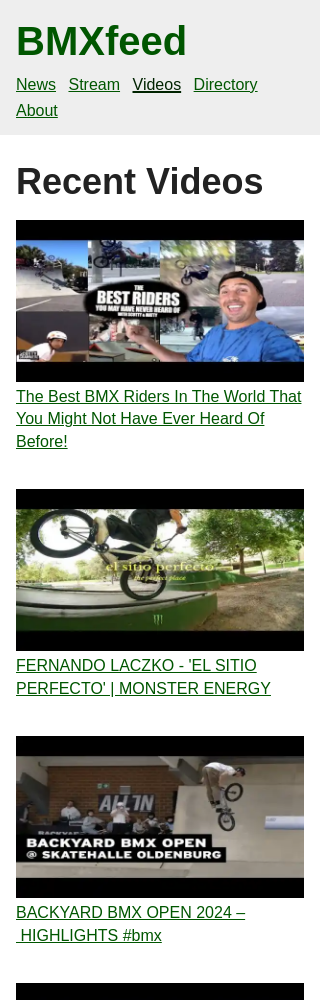 BMXfeed
News Stream Videos Directory
About
Recent Videos
THE
BEST RIDERS
YOU MAY HAVE NEVER HEARD OF
WITH SCOTTY & MATTY
The Best BMX Riders In The World That
You Might Not Have Ever Heard Of
Before!
el sitio perfecto
the perfect place
FERNANDO LACZKO - 'EL SITIO
PERFECTO' | MONSTER ENERGY
ALL IN
BACKYARD BMX OPEN
@ SKATEHALLE OLDENBURG
BACKYARD BMX OPEN 2024 –
HIGHLIGHTS #bmx